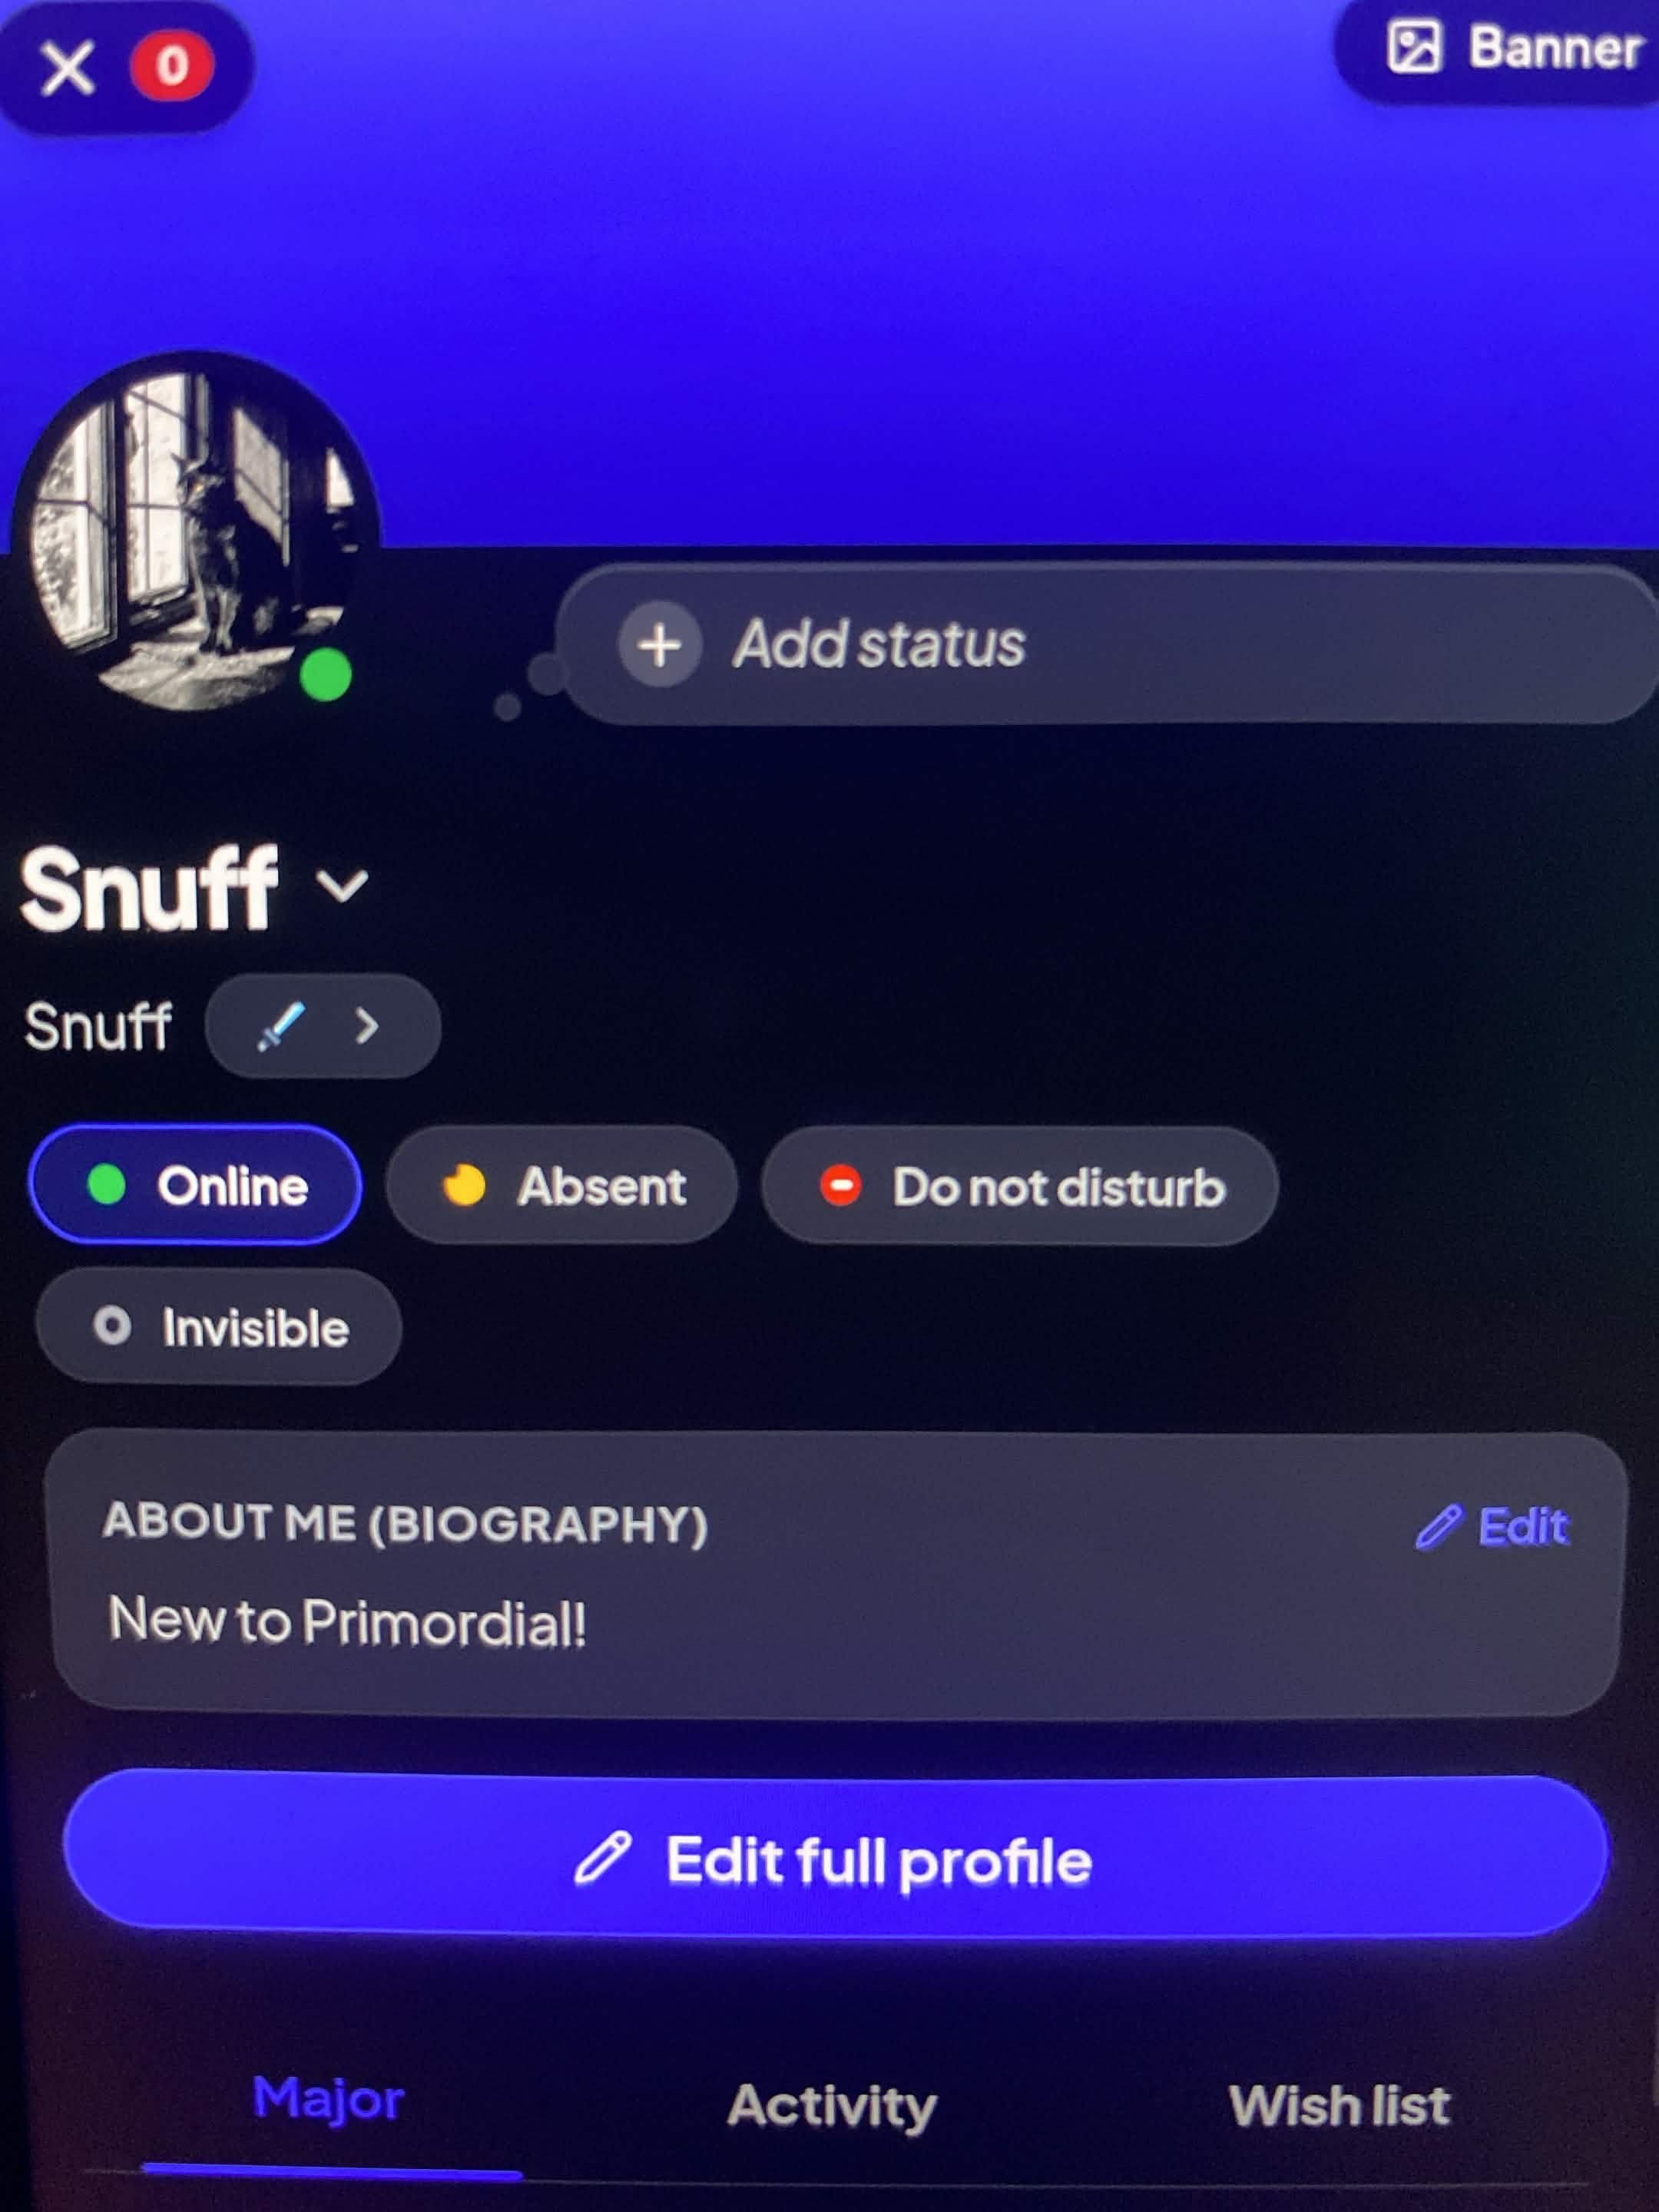 0
Banner
Add status
Snuff
Snuff
Online
Absent
Do not disturb
Invisible
ABOUT ME (BIOGRAPHY)
Edit
New to Primordial!
Edit full profile
Major
Activity
Wish list